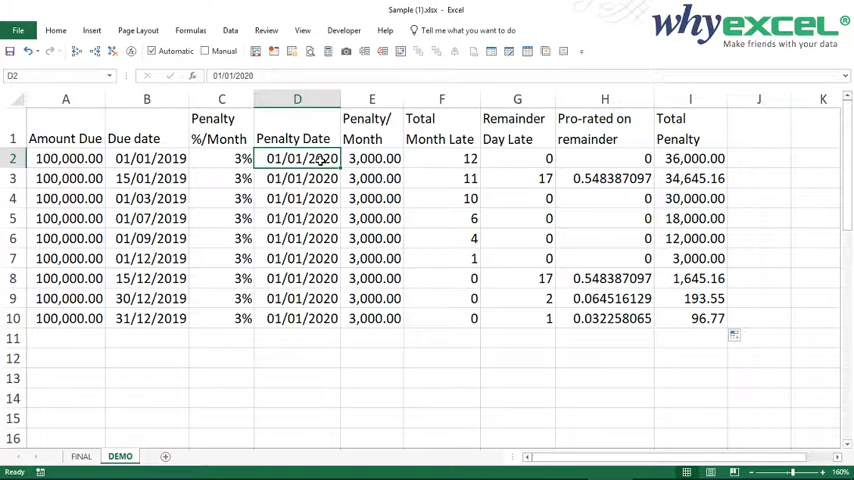 Sample (1).xlsx - Excel
whyEXCEL®
Make friends with your data
File Home Insert Page Layout Formulas Data Review View Developer Help Tell me what you want to do
Automatic Manual
D2 fx 01/01/2020
A B C D E F G H I J K
Penalty Penalty/ Total Remainder Pro-rated on Total
1 Amount Due Due date %/Month Penalty Date Month Month Late Day Late remainder Penalty
2 100,000.00 01/01/2019 3% 01/01/2020 3,000.00 12 0 0 36,000.00
3 100,000.00 15/01/2019 3% 01/01/2020 3,000.00 11 17 0.548387097 34,645.16
4 100,000.00 01/03/2019 3% 01/01/2020 3,000.00 10 0 0 30,000.00
5 100,000.00 01/07/2019 3% 01/01/2020 3,000.00 6 0 0 18,000.00
6 100,000.00 01/09/2019 3% 01/01/2020 3,000.00 4 0 0 12,000.00
7 100,000.00 01/12/2019 3% 01/01/2020 3,000.00 1 0 0 3,000.00
8 100,000.00 15/12/2019 3% 01/01/2020 3,000.00 0 17 0.548387097 1,645.16
9 100,000.00 30/12/2019 3% 01/01/2020 3,000.00 0 2 0.064516129 193.55
10 100,000.00 31/12/2019 3% 01/01/2020 3,000.00 0 1 0.032258065 96.77
11
12
13
14
15
16
FINAL DEMO
Ready 160%